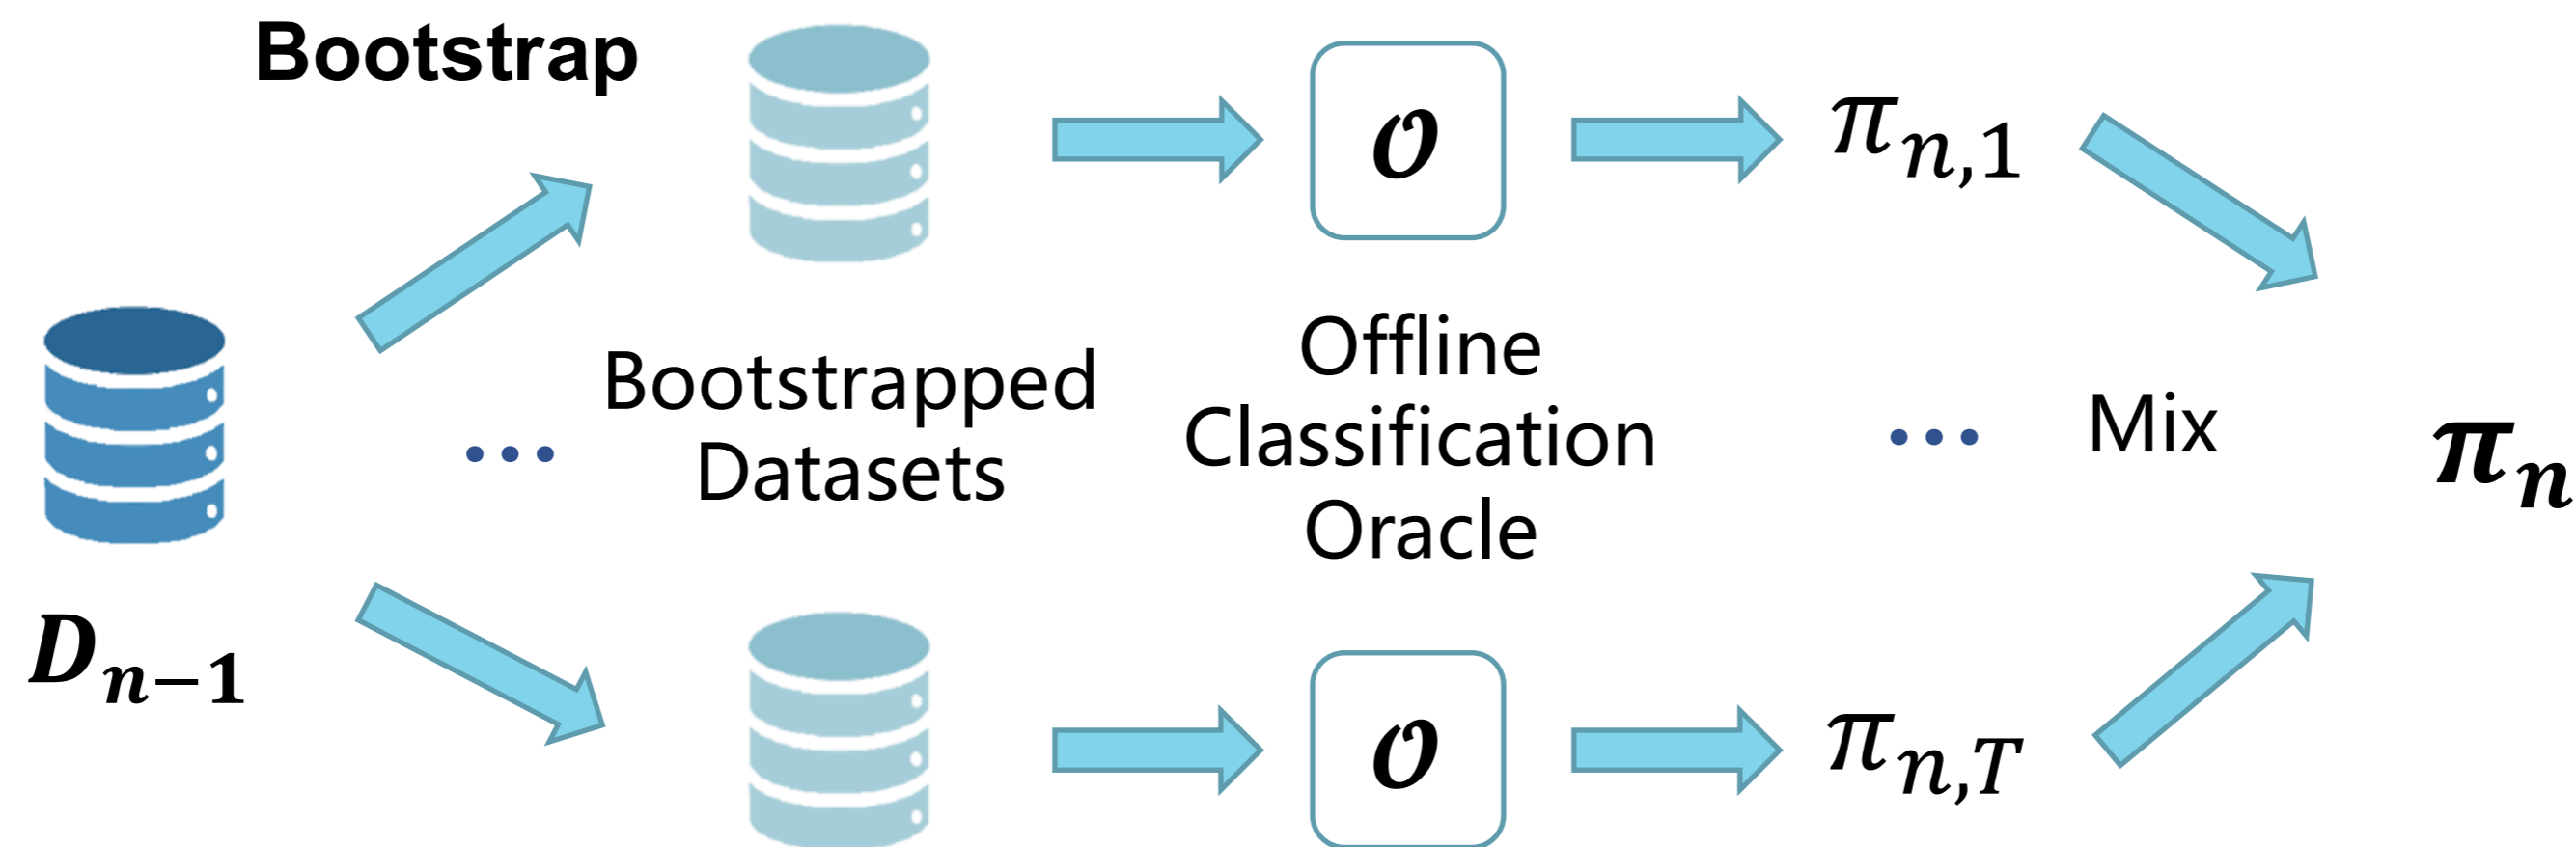 Bootstrap
𝓞
π_{n,1}
Bootstrapped
Datasets
Offline
Classification
Oracle
...
...
Mix
π_n
D_{n−1}
𝓞
π_{n,T}